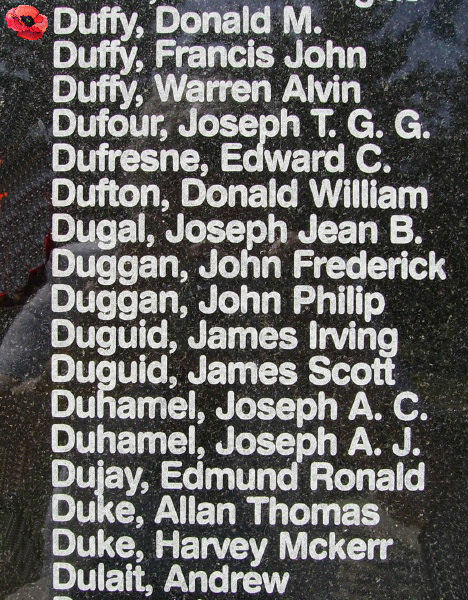 Duffy, Donald M.
Duffy, Francis John
Duffy, Warren Alvin
Dufour, Joseph T. G. G.
Dufresne, Edward C.
Dufton, Donald William
Dugal, Joseph Jean B.
Duggan, John Frederick
Duggan, John Philip
Duguid, James Irving
Duguid, James Scott
Duhamel, Joseph A. C.
Duhamel, Joseph A. J.
Dujay, Edmund Ronald
Duke, Allan Thomas
Duke, Harvey Mckerr
Dulait, Andrew